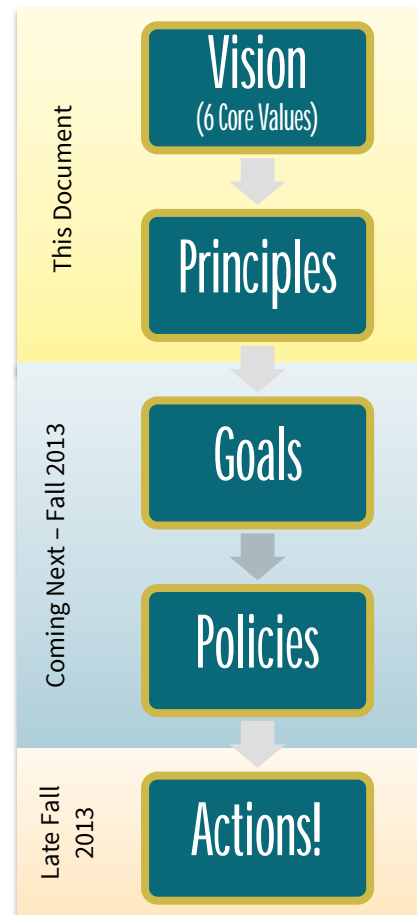 This Document
Vision
(6 Core Values)
Principles
Coming Next – Fall 2013
Goals
Policies
Late Fall
2013
Actions!